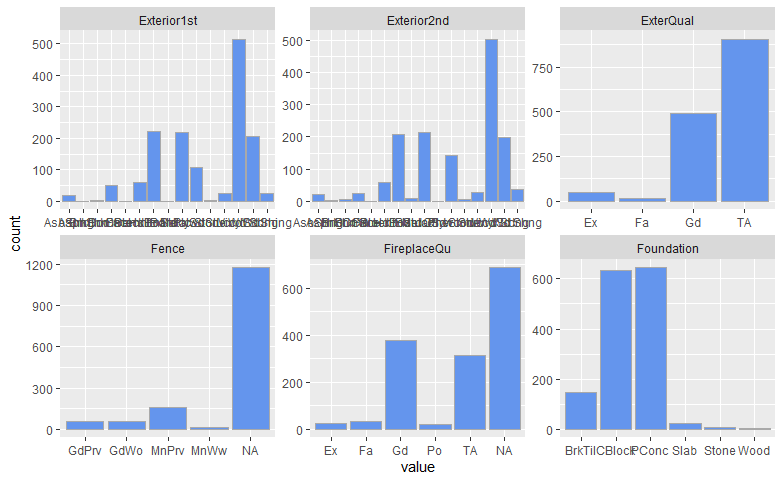 Exterior1st
Exterior2nd
ExterQual
500
400
300
200
100
0
500
400
300
200
100
0
750
500
250
0
Ex Fa Gd TA
count
Fence
FireplaceQu
Foundation
1200
900
600
300
0
600
400
200
0
600
400
200
0
GdPrv GdWo MnPrv MnWw NA
Ex Fa Gd Po TA NA
BrkTil CBlock PConc Slab Stone Wood
value